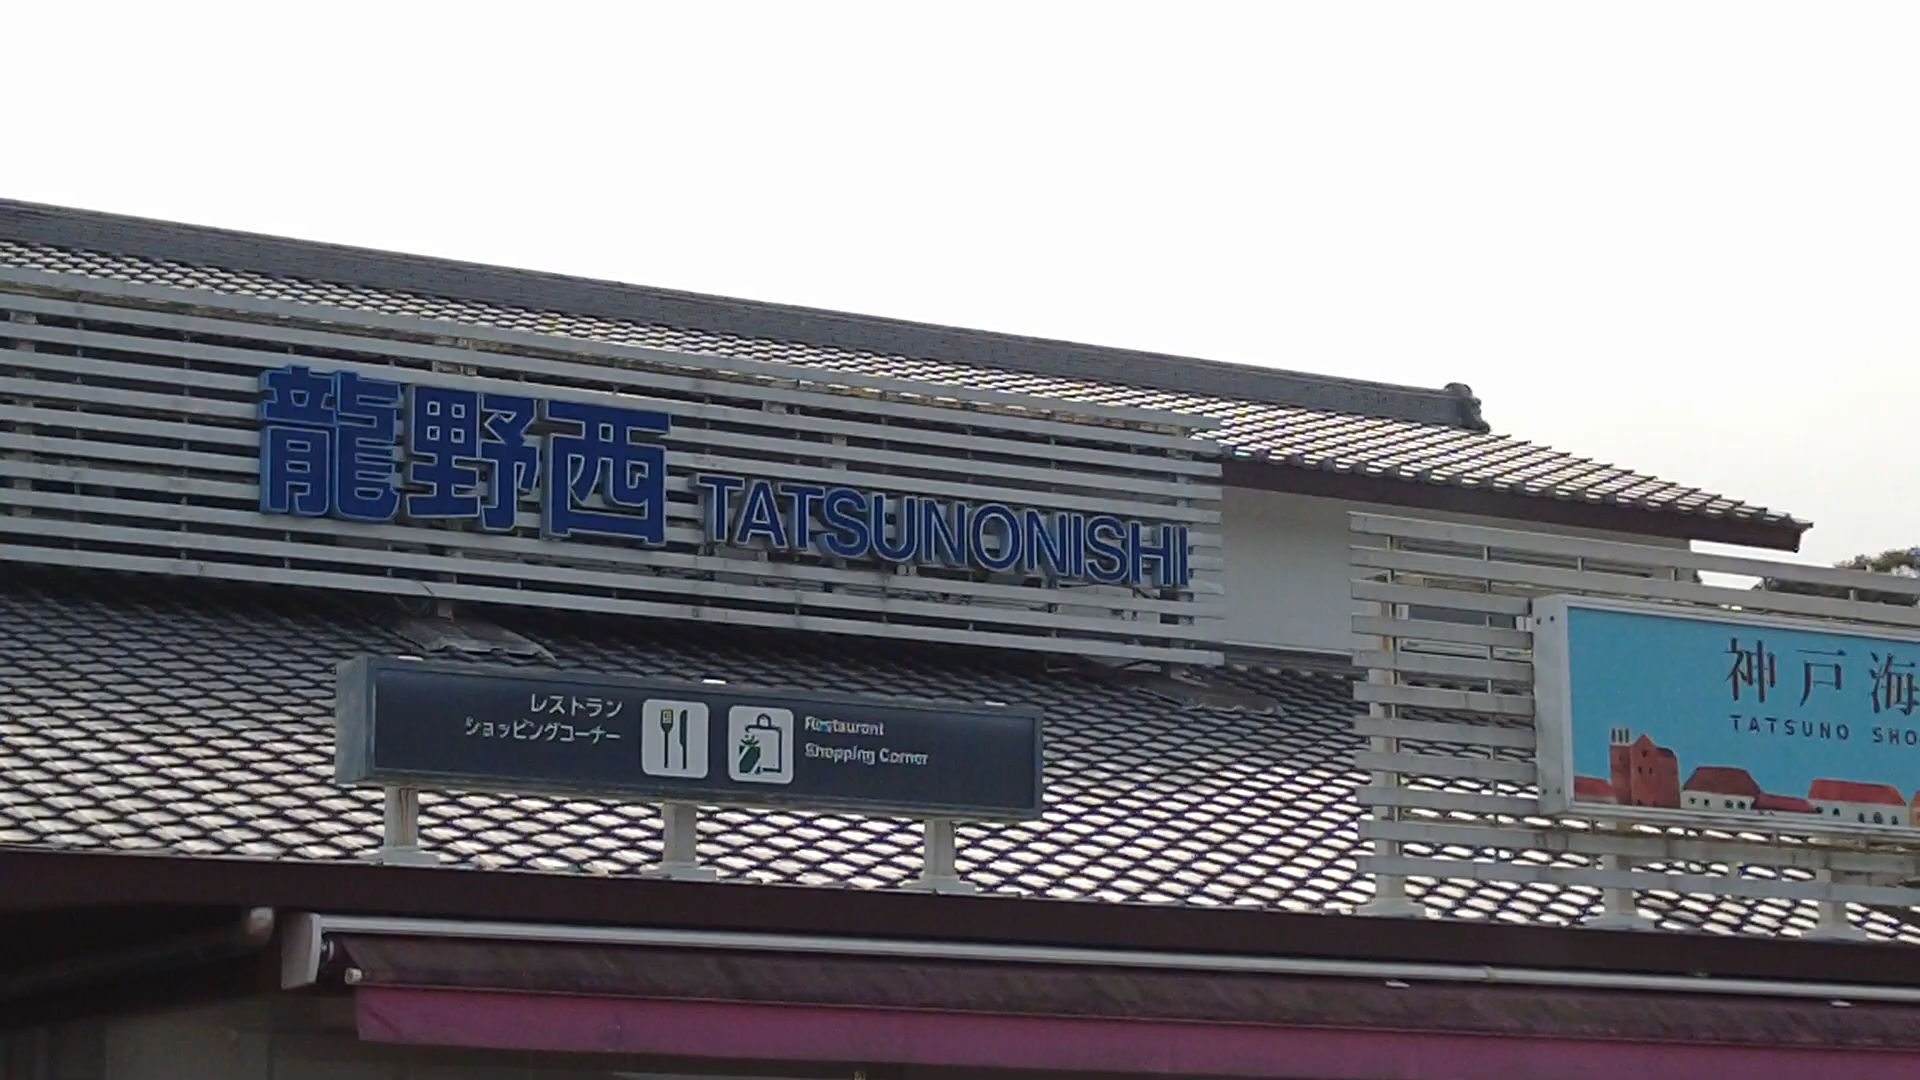 龍野西 TATSUNONISHI
レストラン
ショッピングコーナー
Restaurant
Shopping Corner
神戸海
TATSUNO SHO